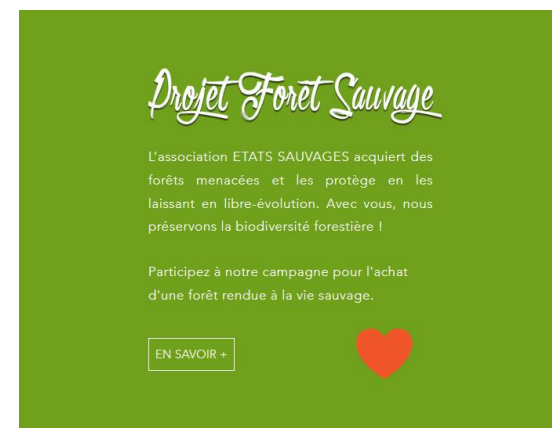 Projet Foret Sauvage
L'association ETATS SAUVAGES acquiert des
forêts menacées et les protège en les
laissant en libre-évolution. Avec vous, nous
préservons la biodiversité forestière !
Participez à notre campagne pour l'achat
d'une forêt rendue à la vie sauvage.
EN SAVOIR +